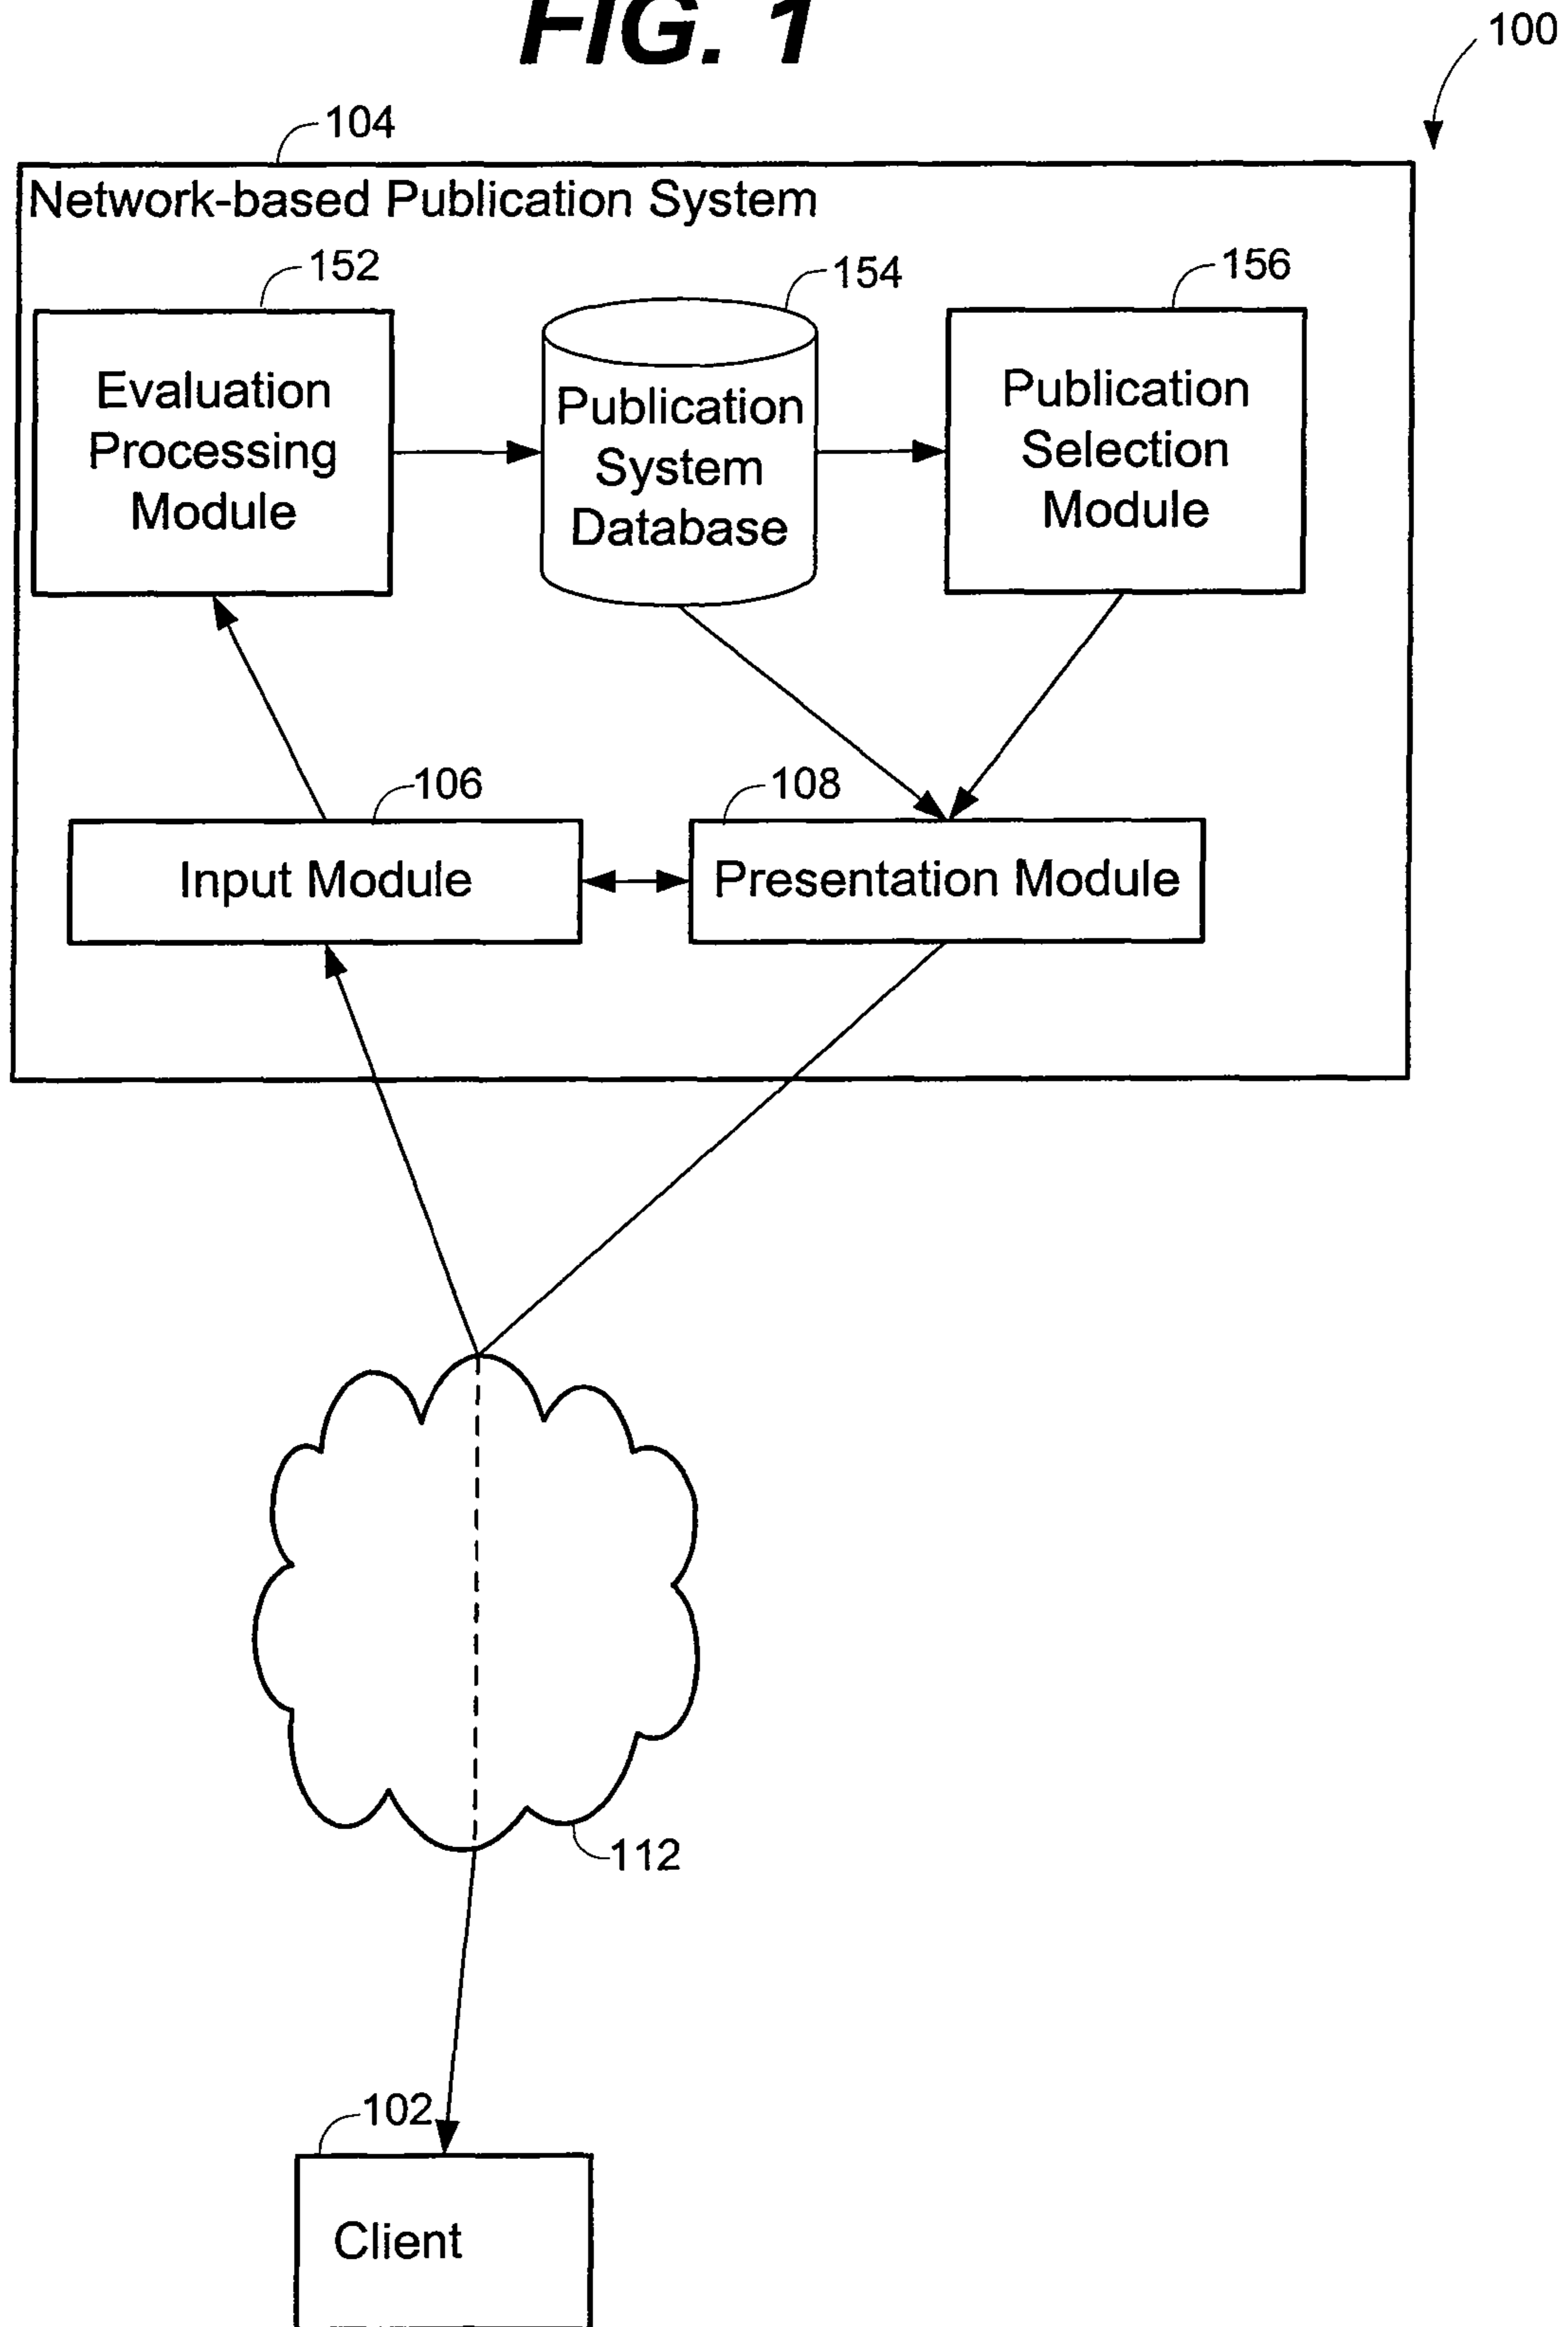 FIG. 1
100
104
Network-based Publication System
152
154
156
Evaluation
Processing
Module
Publication
System
Database
Publication
Selection
Module
106
108
Input Module
Presentation Module
112
102
Client